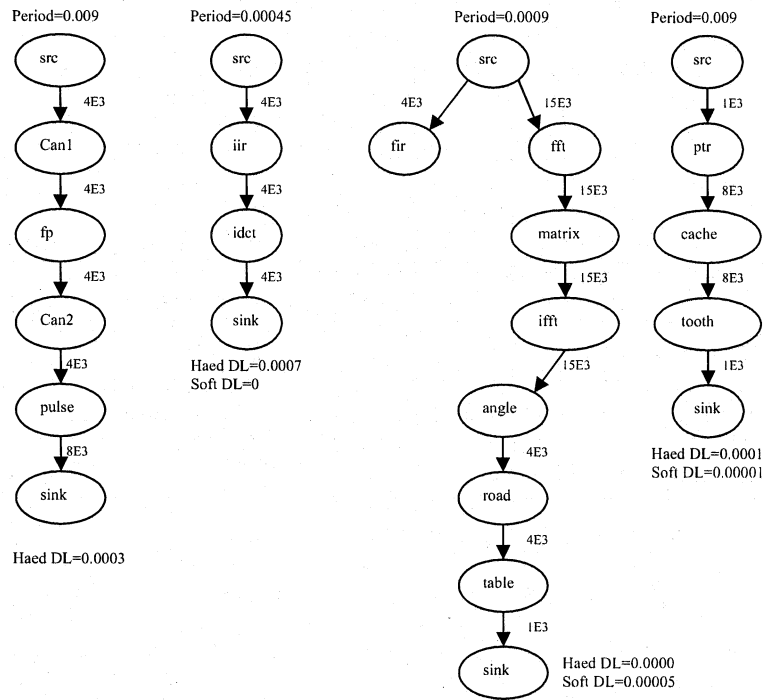 Period=0.009
src
4E3
Can1
4E3
fp
4E3
Can2
4E3
pulse
8E3
sink
Haed DL=0.0003
Period=0.00045
src
4E3
iir
4E3
idct
4E3
sink
Haed DL=0.0007
Soft DL=0
Period=0.0009
src
4E3
15E3
fir
fft
15E3
matrix
15E3
ifft
15E3
angle
4E3
road
4E3
table
1E3
sink
Haed DL=0.0000
Soft DL=0.00005
Period=0.009
src
1E3
ptr
8E3
cache
8E3
tooth
1E3
sink
Haed DL=0.0001
Soft DL=0.00001